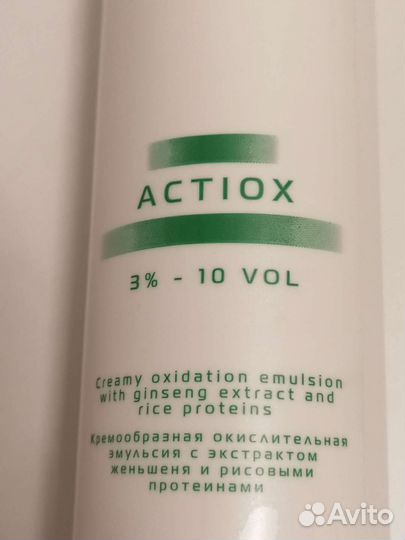 ACTIOX
3% - 10 VOL
Creamy oxidation emulsion
with ginseng extract and
rice proteins
Кремообразная окислительная
эмульсия с экстрактом
женьшеня и рисовыми
протеинами
Avito